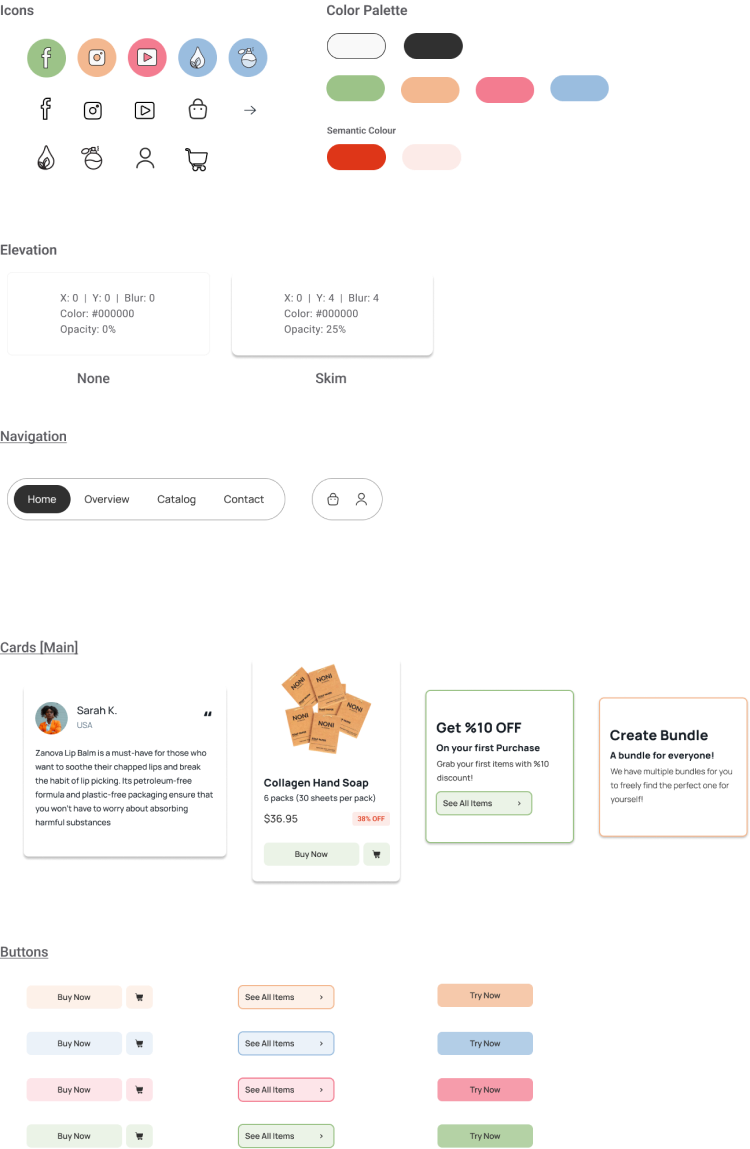 Icons
Color Palette
Semantic Colour
Elevation
X: 0 | Y: 0 | Blur: 0
Color: #000000
Opacity: 0%
X: 0 | Y: 4 | Blur: 4
Color: #000000
Opacity: 25%
None
Skim
Navigation
Home
Overview
Catalog
Contact
Cards [Main]
Sarah K.
USA
“
Zanova Lip Balm is a must-have for those who
want to soothe their chapped lips and break
the habit of lip picking. Its petroleum-free
formula and plastic-free packaging ensure that
you won't have to worry about absorbing
harmful substances
NONI
NONI
NONI
NONI
NONI
Collagen Hand Soap
6 packs (30 sheets per pack)
$36.95
38% OFF
Buy Now
Get %10 OFF
On your first Purchase
Grab your first items with %10
discount!
See All Items
Create Bundle
A bundle for everyone!
We have multiple bundles for you
to freely find the perfect one for
yourself!
Buttons
Buy Now
See All Items
Try Now
Buy Now
See All Items
Try Now
Buy Now
See All Items
Try Now
Buy Now
See All Items
Try Now